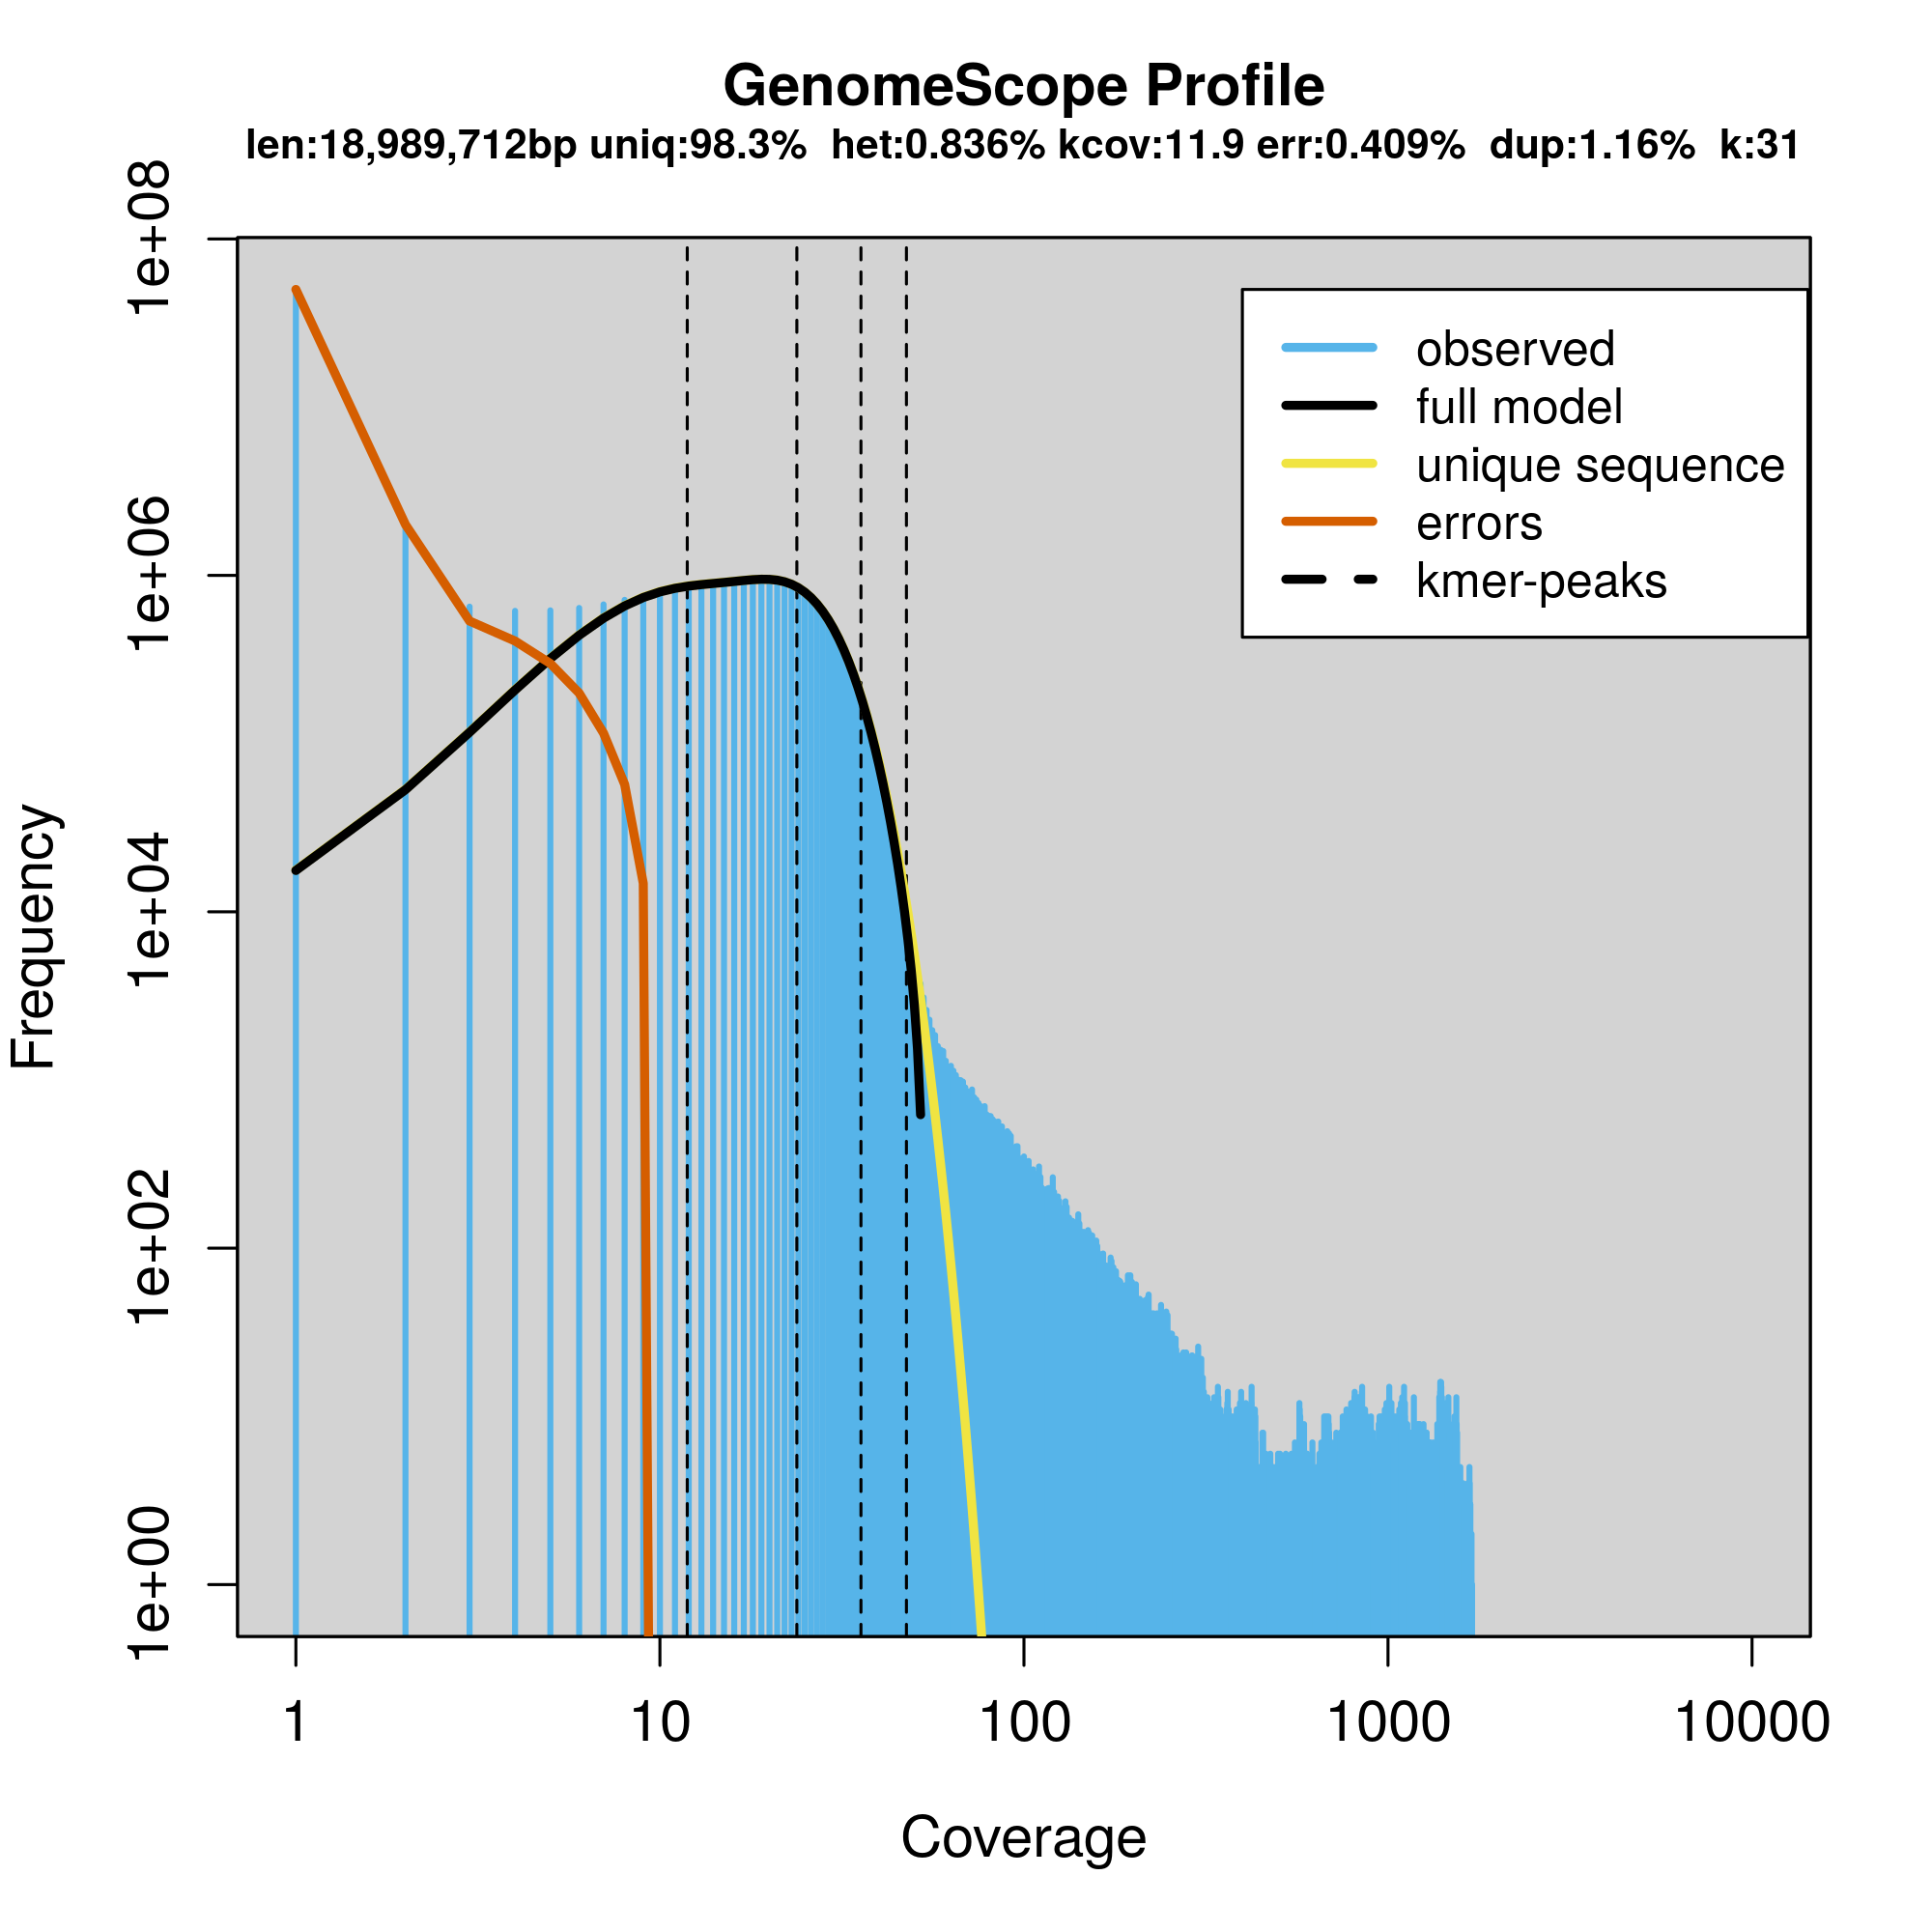 GenomeScope Profile
len:18,989,712bp uniq:98.3%  het:0.836% kcov:11.9 err:0.409%  dup:1.16%  k:31
1e+08
1e+06
1e+04
1e+02
1e+00
Frequency
observed
full model
unique sequence
errors
kmer-peaks
1 10 100 1000 10000
Coverage